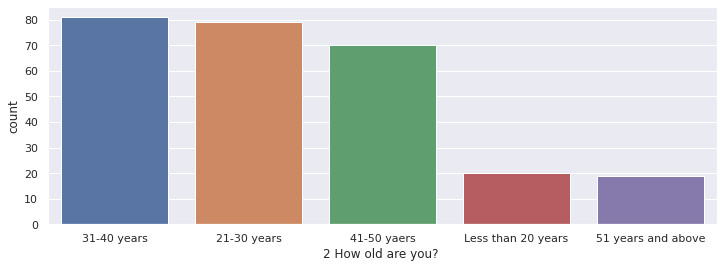 80
70
60
50
40
30
20
10
0
count
31-40 years
21-30 years
41-50 yaers
Less than 20 years
51 years and above
2 How old are you?